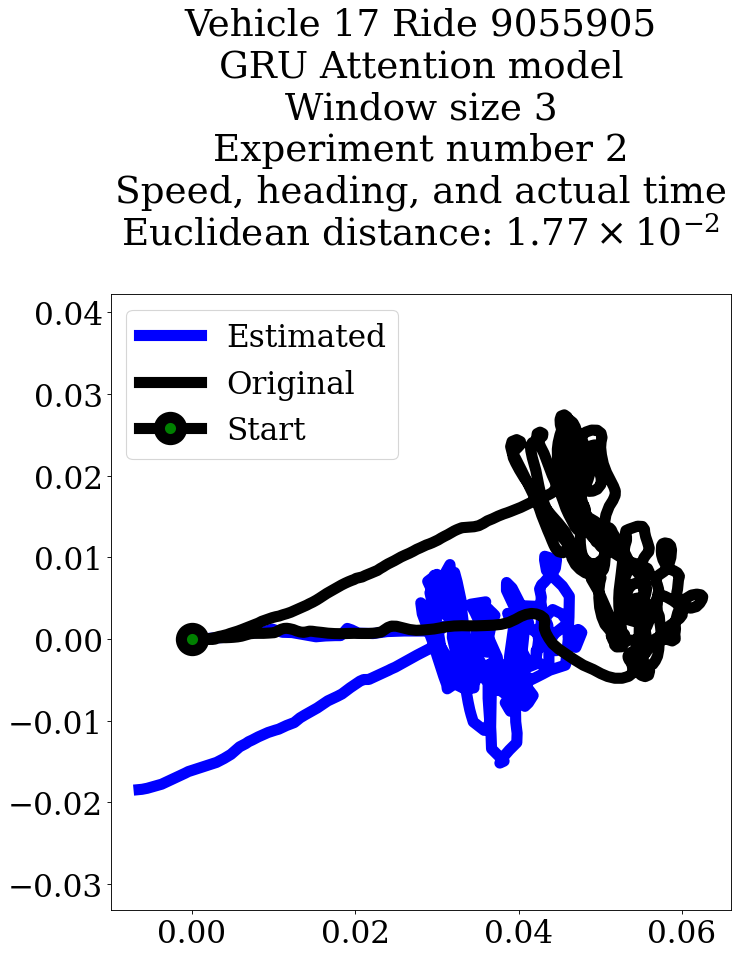 Vehicle 17 Ride 9055905
GRU Attention model
Window size 3
Experiment number 2
Speed, heading, and actual time
Euclidean distance: 1.77 × 10⁻²
0.04
0.03
0.02
0.01
0.00
−0.01
−0.02
−0.03
Estimated
Original
Start
0.00 0.02 0.04 0.06